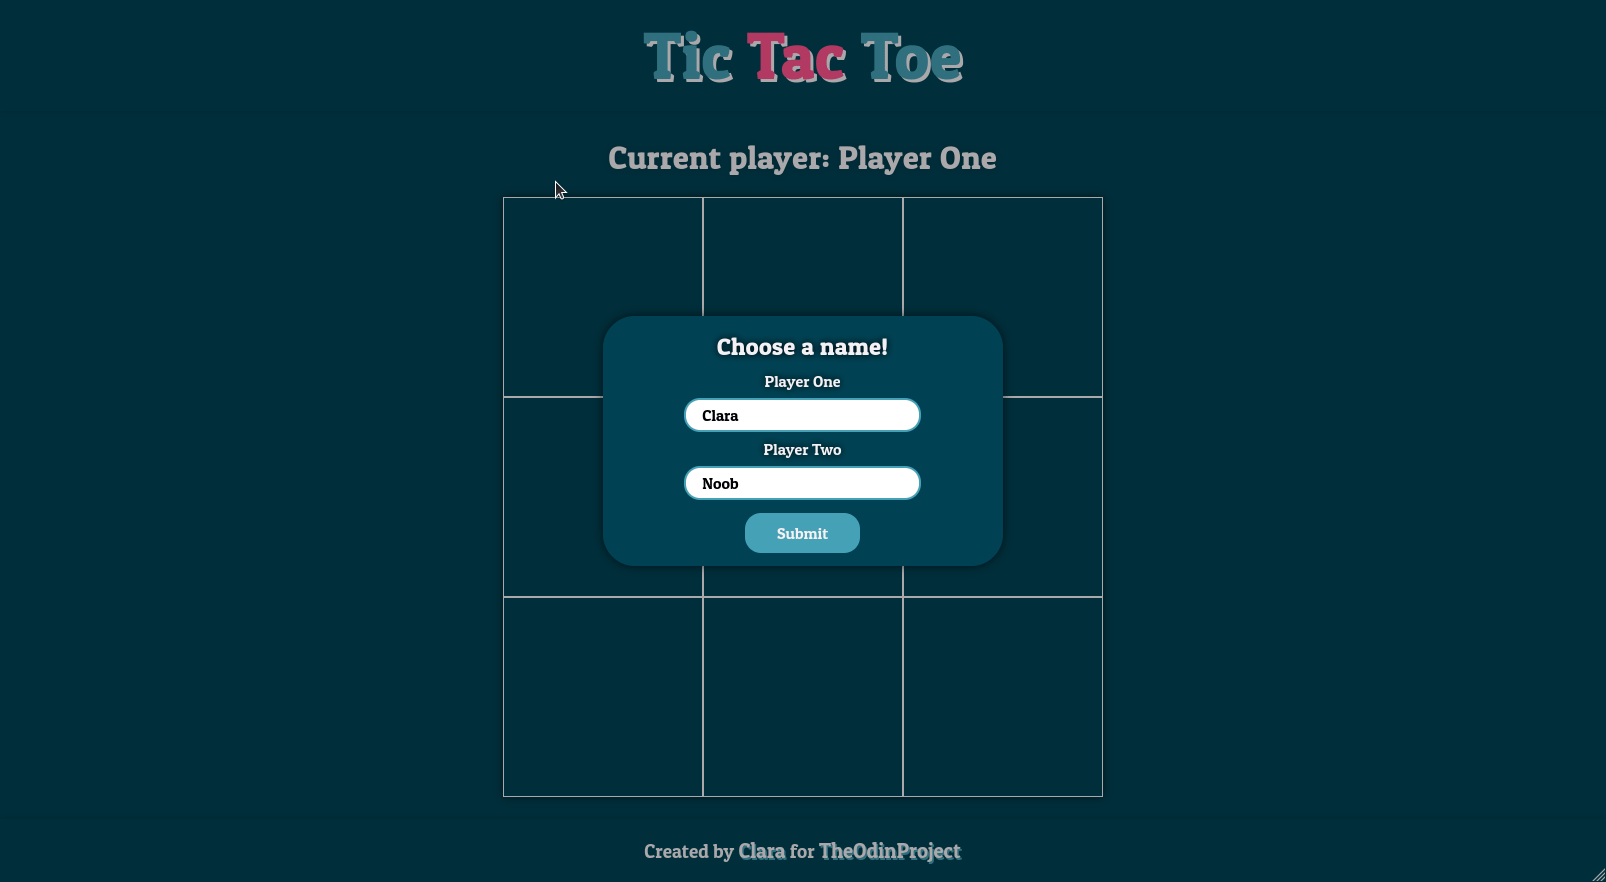 Tic Tac Toe
Current player: Player One
Choose a name!
Player One
Clara
Player Two
Noob
Submit
Created by Clara for TheOdinProject